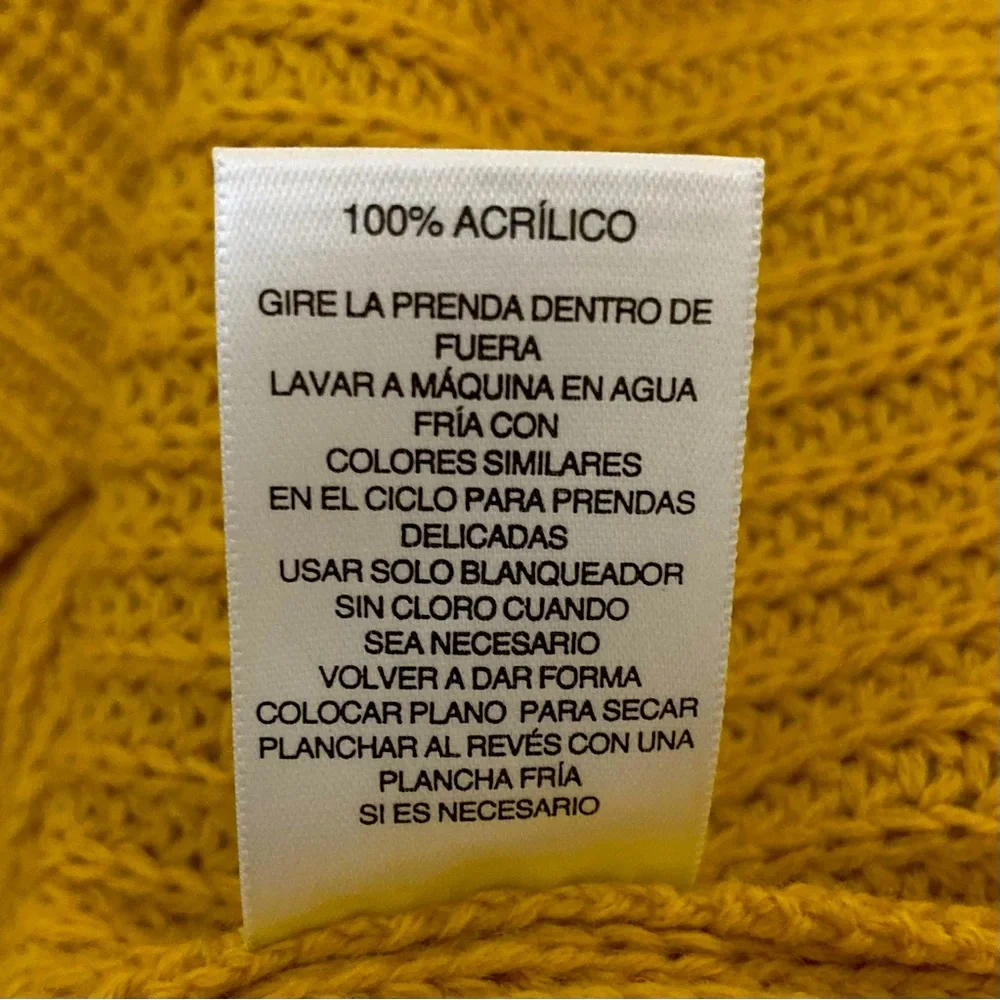 100% ACRÍLICO
GIRE LA PRENDA DENTRO DE
FUERA
LAVAR A MÁQUINA EN AGUA
FRÍA CON
COLORES SIMILARES
EN EL CICLO PARA PRENDAS
DELICADAS
USAR SOLO BLANQUEADOR
SIN CLORO CUANDO
SEA NECESARIO
VOLVER A DAR FORMA
COLOCAR PLANO PARA SECAR
PLANCHAR AL REVÉS CON UNA
PLANCHA FRÍA
SI ES NECESARIO